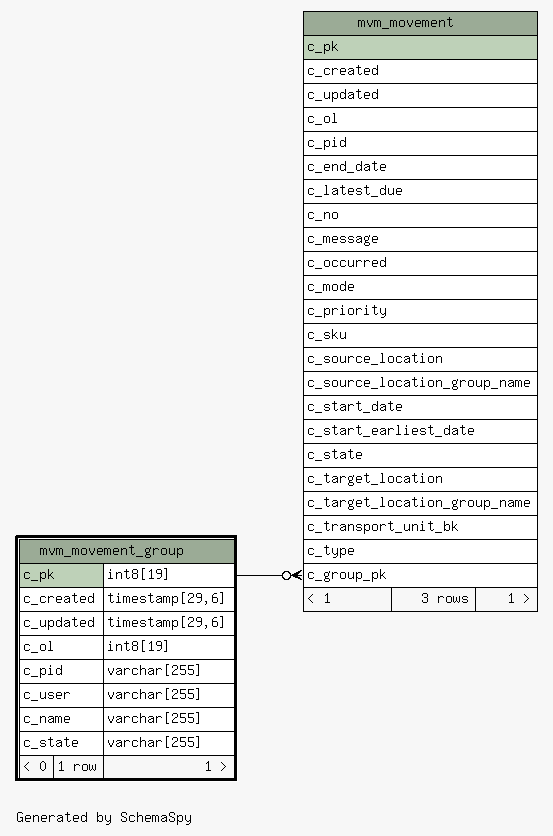 mvm_movement
c_pk
c_created
c_updated
c_ol
c_pid
c_end_date
c_latest_due
c_no
c_message
c_occurred
c_mode
c_priority
c_sku
c_source_location
c_source_location_group_name
c_start_date
c_start_earliest_date
c_state
c_target_location
c_target_location_group_name
c_transport_unit_bk
c_type
c_group_pk
< 1 3 rows 1 >
mvm_movement_group
c_pk int8[19]
c_created timestamp[29,6]
c_updated timestamp[29,6]
c_ol int8[19]
c_pid varchar[255]
c_user varchar[255]
c_name varchar[255]
c_state varchar[255]
< 0 1 row 1 >
Generated by SchemaSpy